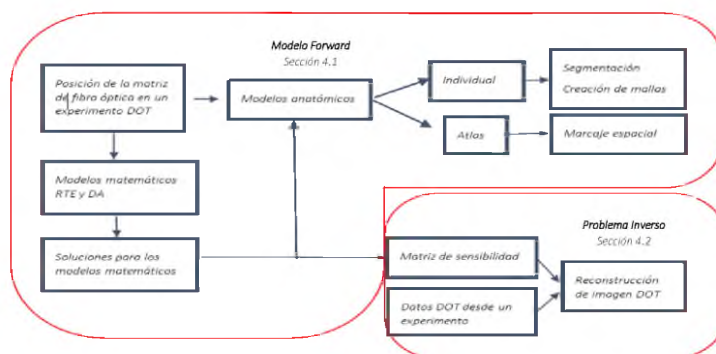 Modelo Forward
Sección 4.1
Posición de la matriz
de fibra óptica en un
experimento DOT
Modelos anatómicos
Individual
Segmentación
Creación de mallas
Atlas
Marcaje espacial
Modelos matemáticos
RTE y DA
Soluciones para los
modelos matemáticos
Problema Inverso
Sección 4.2
Matriz de sensibilidad
Datos DOT desde un
experimento
Reconstrucción
de imagen DOT